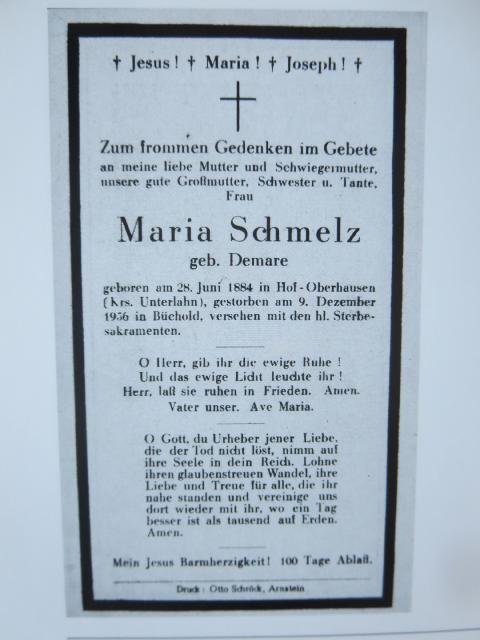 † Jesus! † Maria! † Joseph! †
Zum frommen Gedenken im Gebete
an meine liebe Mutter und Schwiegermutter,
unsere gute Großmutter, Schwester u. Tante,
Frau
Maria Schmelz
geb. Demare
geboren am 28. Juni 1884 in Hof-Oberhausen
(Krs. Unterlahn), gestorben am 9. Dezember
1956 in Büchold, versehen mit den hl. Sterbe-
sakramenten.
O Herr, gib ihr die ewige Ruhe!
Und das ewige Licht leuchte ihr!
Herr, laß sie ruhen in Frieden. Amen.
Vater unser. Ave Maria.
O Gott, du Urheber jener Liebe,
die der Tod nicht löst, nimm auf
ihre Seele in dein Reich. Lohne
ihren glaubenstreuen Wandel, ihre
Liebe und Treue für alle, die ihr
nahe standen und vereinige uns
dort wieder mit ihr, wo ein Tag
besser ist als tausend auf Erden.
Amen.
Mein Jesus Barmherzigkeit! 100 Tage Ablaß.
Druck: Otto Schröck, Arnstein